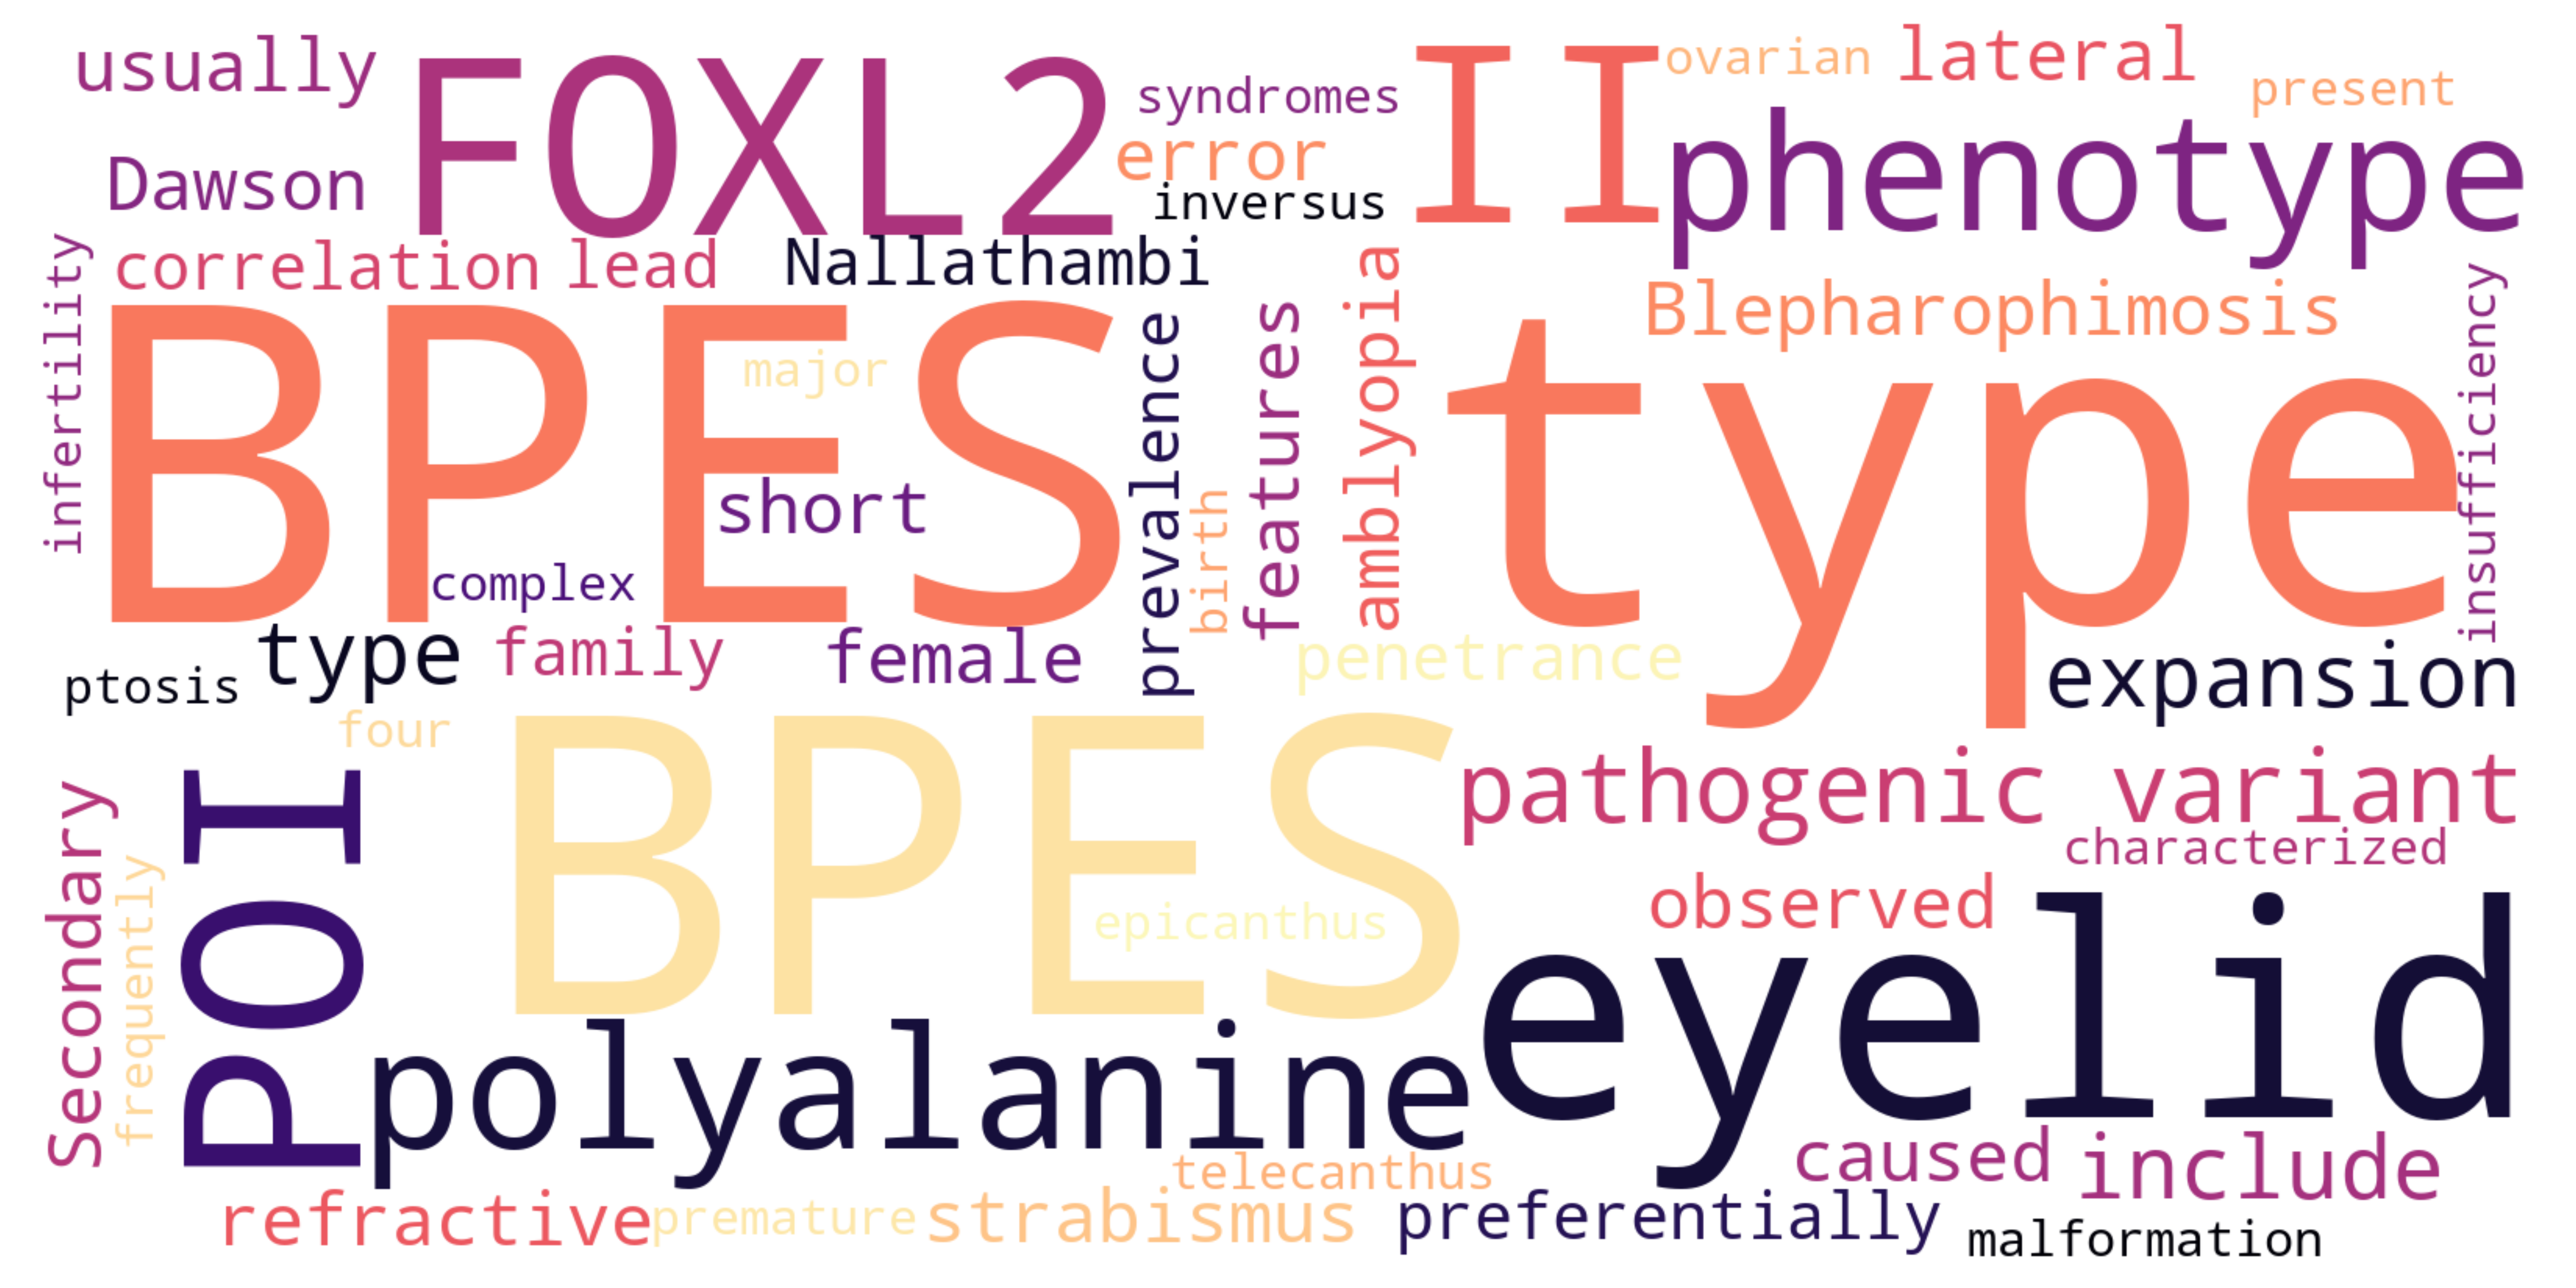 usually
FOXL2
syndromes
II
ovarian
lateral
present
error
phenotype
Dawson
inversus
correlation
lead
Nallathambi
infertility
BPES
major
prevalence
features
amblyopia
Blepharophimosis
type
insufficiency
short
birth
complex
type
family
female
penetrance
expansion
ptosis
four
BPES
pathogenic variant
Secondary
frequently
POI
characterized
epicanthus
observed
eyelid
polyalanine
telecanthus
caused
include
refractive
premature
strabismus
preferentially
malformation